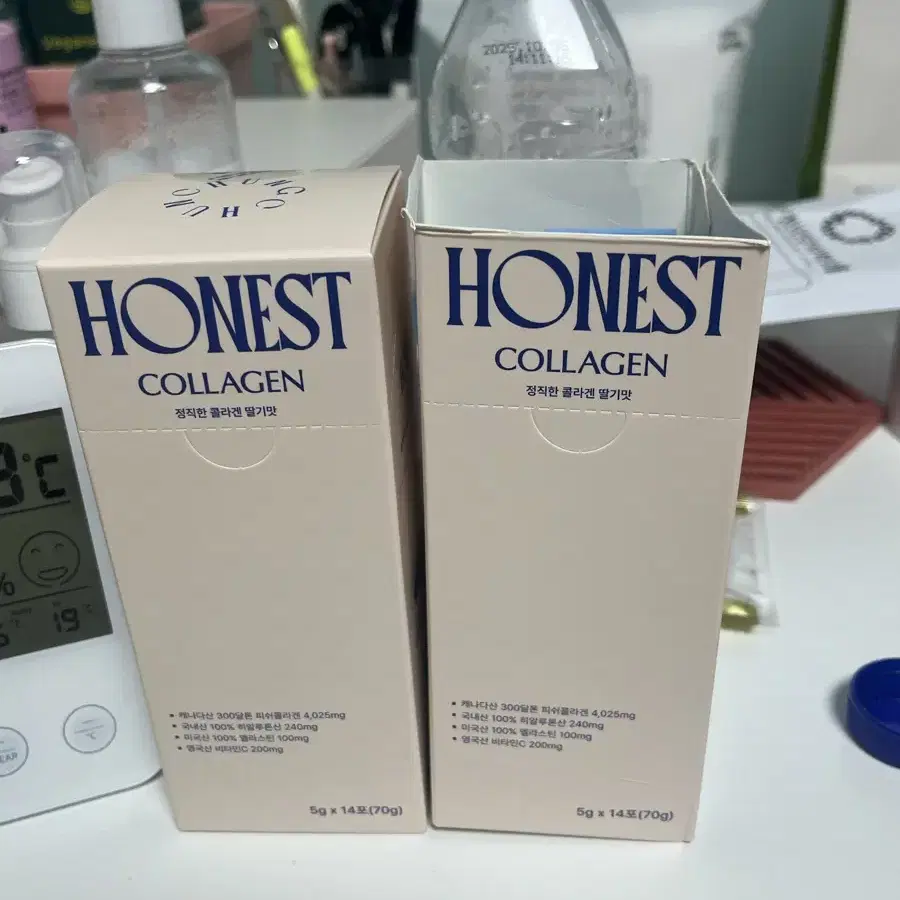 2025.10
14:11
HUNGCHUNG
HONEST
COLLAGEN
정직한 콜라겐 딸기맛
▪ 캐나다산 300달톤 피쉬콜라겐 4,025mg
▪ 국내산 100% 히알루론산 240mg
▪ 미국산 100% 엘라스틴 100mg
▪ 영국산 비타민C 200mg
5g x 14포(70g)
HONEST
COLLAGEN
정직한 콜라겐 딸기맛
▪ 캐나다산 300달톤 피쉬콜라겐 4,025mg
▪ 국내산 100% 히알루론산 240mg
▪ 미국산 100% 엘라스틴 100mg
▪ 영국산 비타민C 200mg
5g x 14포(70g)
°C
%
19°C
°C